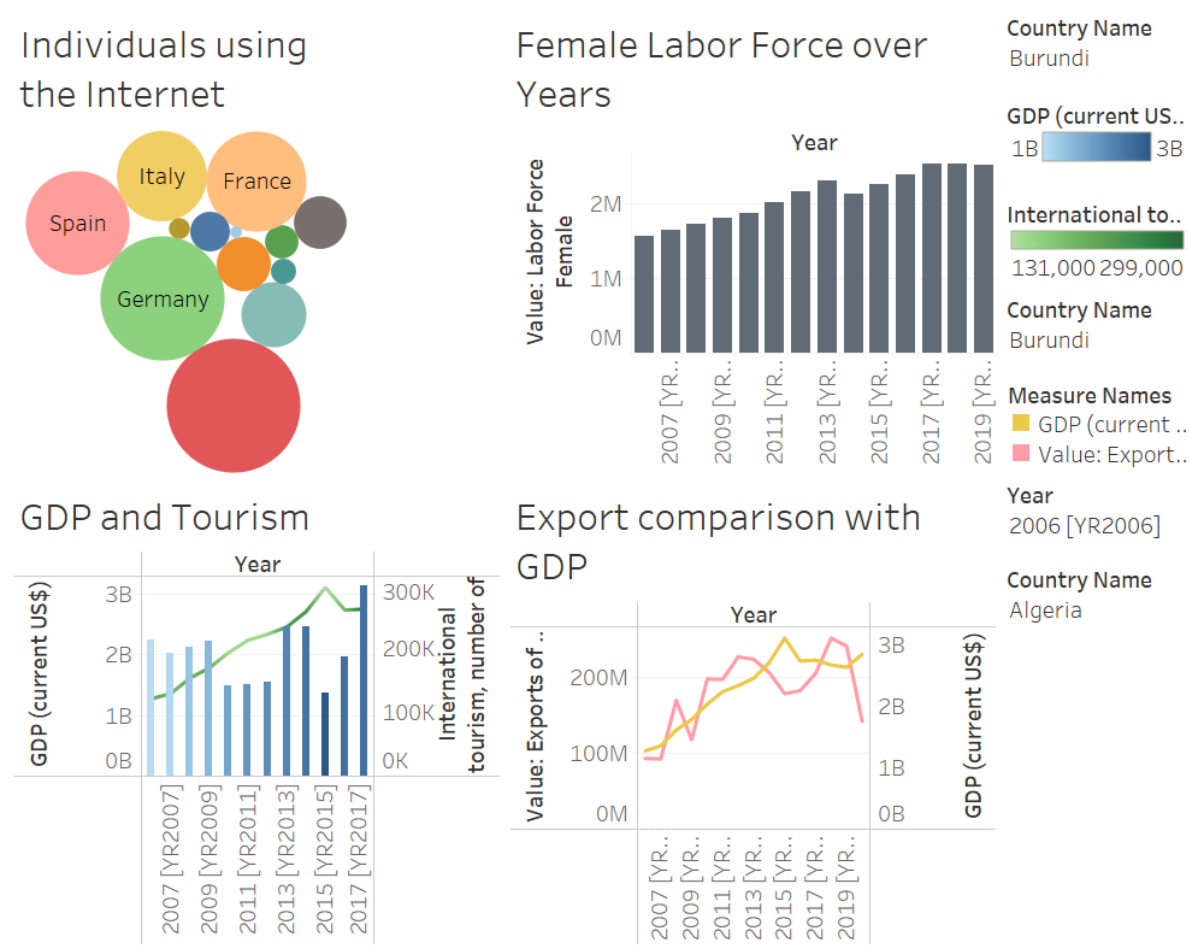 Individuals using
the Internet
Italy
France
Spain
Germany
Female Labor Force over
Years
Year
Value: Labor Force
Female
2M
1M
0M
2007 [YR..
2009 [YR..
2011 [YR..
2013 [YR..
2015 [YR..
2017 [YR..
2019 [YR..
Country Name
Burundi
GDP (current US..
1B
3B
International to..
131,000 299,000
Country Name
Burundi
Measure Names
GDP (current ..
Value: Export..
Year
2006 [YR2006]
Country Name
Algeria
GDP and Tourism
Year
GDP (current US$)
3B
2B
1B
0B
300K
200K
100K
0K
International
tourism, number of
2007 [YR2007]
2009 [YR2009]
2011 [YR2011]
2013 [YR2013]
2015 [YR2015]
2017 [YR2017]
Export comparison with
GDP
Year
Value: Exports of..
200M
100M
0M
3B
2B
1B
0B
GDP (current US$)
2007 [YR..
2009 [YR..
2011 [YR..
2013 [YR..
2015 [YR..
2017 [YR..
2019 [YR..